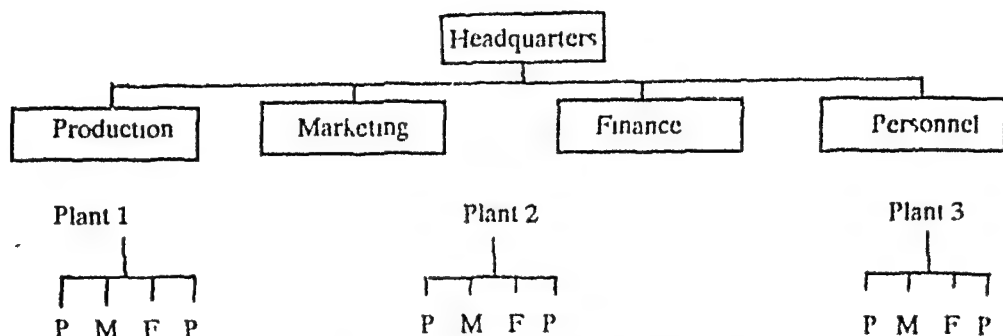 Headquarters
Production Marketing Finance Personnel
Plant 1 Plant 2 Plant 3
P M F P P M F P P M F P